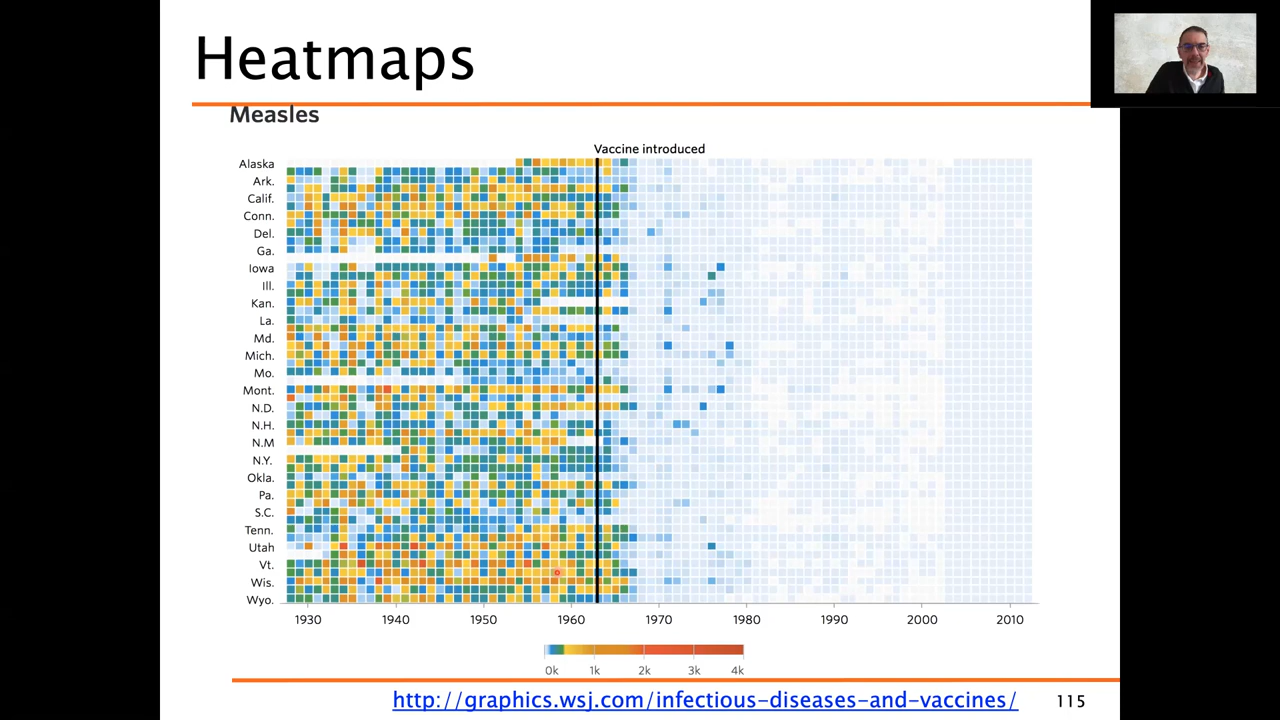 Heatmaps
Measles
Vaccine introduced
Alaska
Ark.
Calif.
Conn.
Del.
Ga.
Iowa
Ill.
Kan.
La.
Md.
Mich.
Mo.
Mont.
N.D.
N.H.
N.M
N.Y.
Okla.
Pa.
S.C.
Tenn.
Utah
Vt.
Wis.
Wyo.
1930 1940 1950 1960 1970 1980 1990 2000 2010
0k 1k 2k 3k 4k
http://graphics.wsj.com/infectious-diseases-and-vaccines/ 115